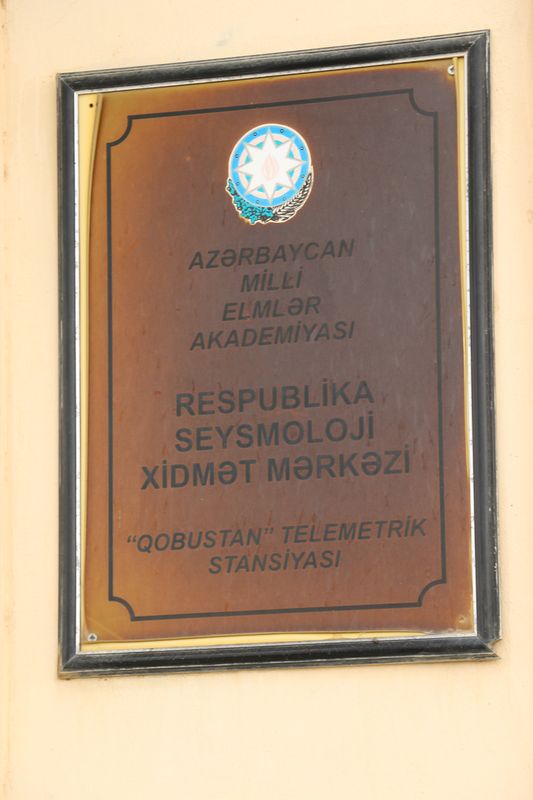 AZƏRBAYCAN
MİLLİ
ELMLƏR
AKADEMİYASI
RESPUBLİKA
SEYSMOLOJİ
XİDMƏT MƏRKƏZİ
“QOBUSTAN” TELEMETRİK
STANSİYASI